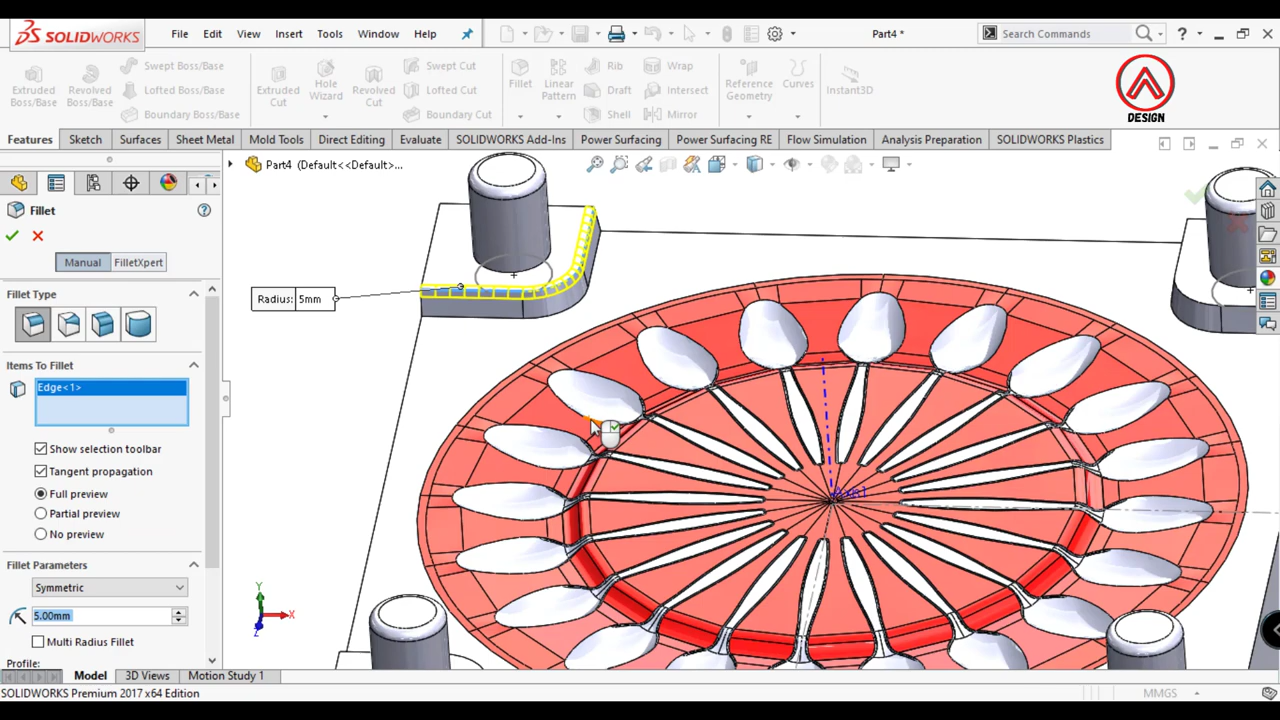 SOLIDWORKS File Edit View Insert Tools Window Help Part4 * Search Commands
Extruded Boss/Base Revolved Boss/Base Swept Boss/Base Lofted Boss/Base Boundary Boss/Base Extruded Cut Hole Wizard Revolved Cut Swept Cut Lofted Cut Boundary Cut Fillet Linear Pattern Rib Draft Shell Wrap Intersect Mirror Reference Geometry Curves Instant3D
DESIGN
Features Sketch Surfaces Sheet Metal Mold Tools Direct Editing Evaluate SOLIDWORKS Add-Ins Power Surfacing Power Surfacing RE Flow Simulation Analysis Preparation SOLIDWORKS Plastics
Part4 (Default<<Default>...
Fillet
Manual FilletXpert
Fillet Type
Radius: 5mm
Items To Fillet
Edge<1>
Show selection toolbar
Tangent propagation
Full preview
Partial preview
No preview
Fillet Parameters
Symmetric
5.00mm
Multi Radius Fillet
Profile:
Y
X
Z
Model 3D Views Motion Study 1
SOLIDWORKS Premium 2017 x64 Edition MMGS